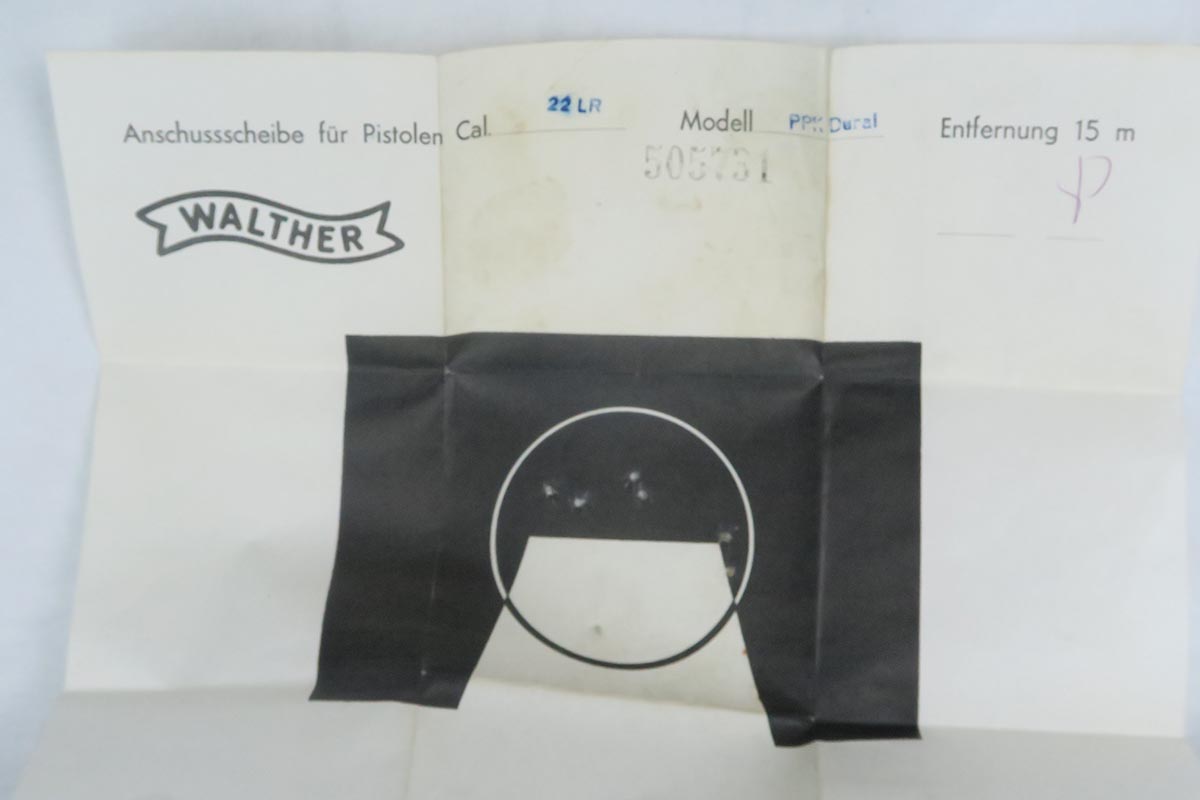 Anschussscheibe für Pistolen Cal. 22 LR Modell PPK Dural Entfernung 15 m
505731
WALTHER